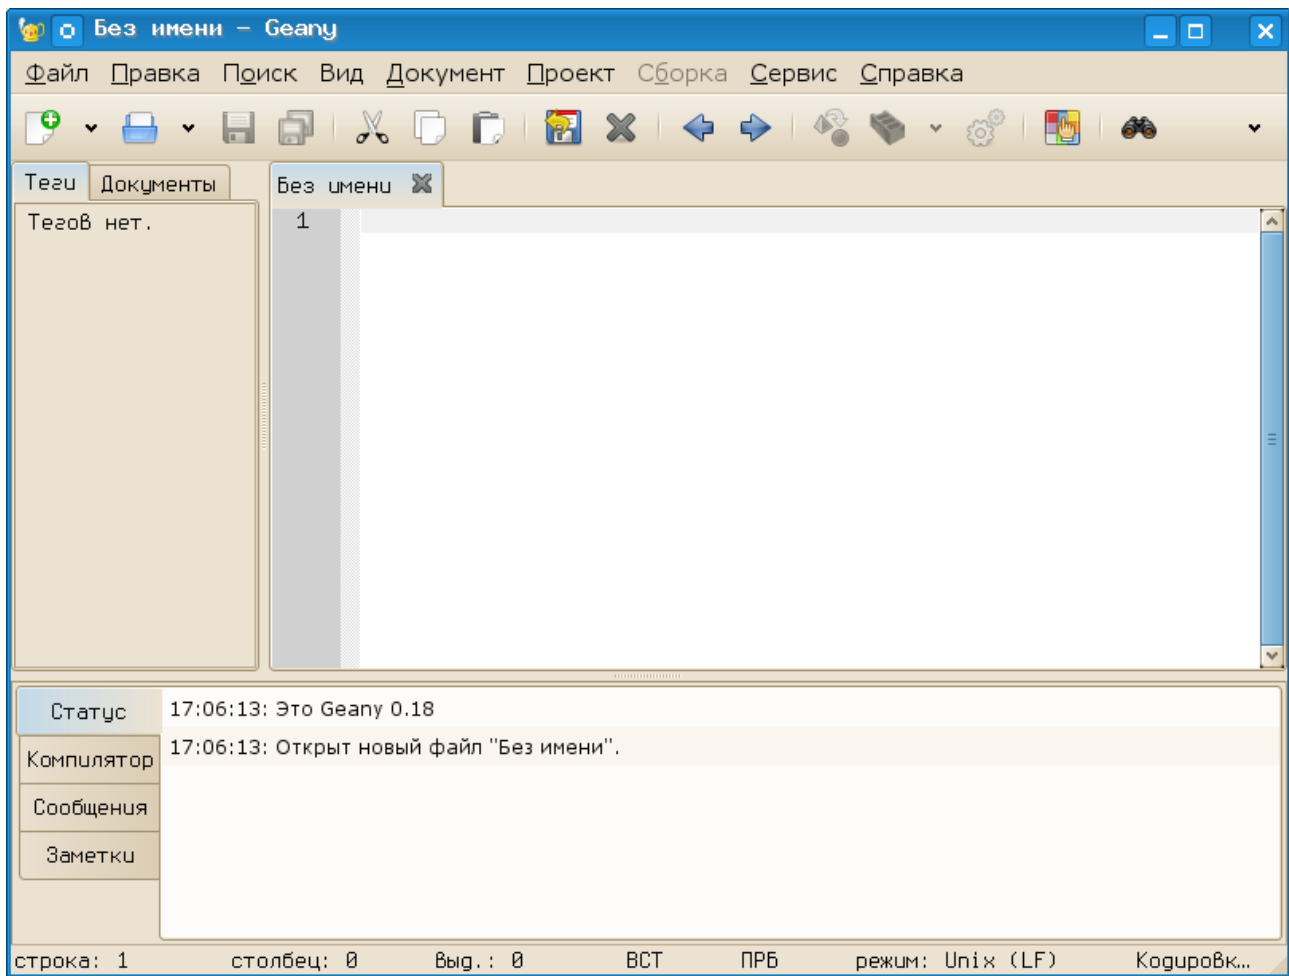 Без имени - Geany
Файл Правка Поиск Вид Документ Проект Сборка Сервис Справка
Теги Документы Без имени
Тегов нет. 1
Статус 17:06:13: Это Geany 0.18
17:06:13: Открыт новый файл "Без имени".
Компилятор
Сообщения
Заметки
строка: 1 столбец: 0 Выд.: 0 ВСТ ПРБ режим: Unix (LF) Кодировк...